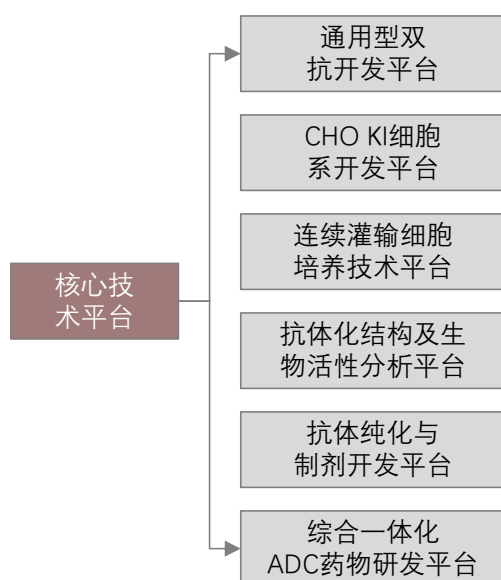 通用型双
抗开发平台
CHO KI细胞
系开发平台
连续灌输细胞
培养技术平台
核心技
术平台
抗体化结构及生
物活性分析平台
抗体纯化与
制剂开发平台
综合一体化
ADC药物研发平台